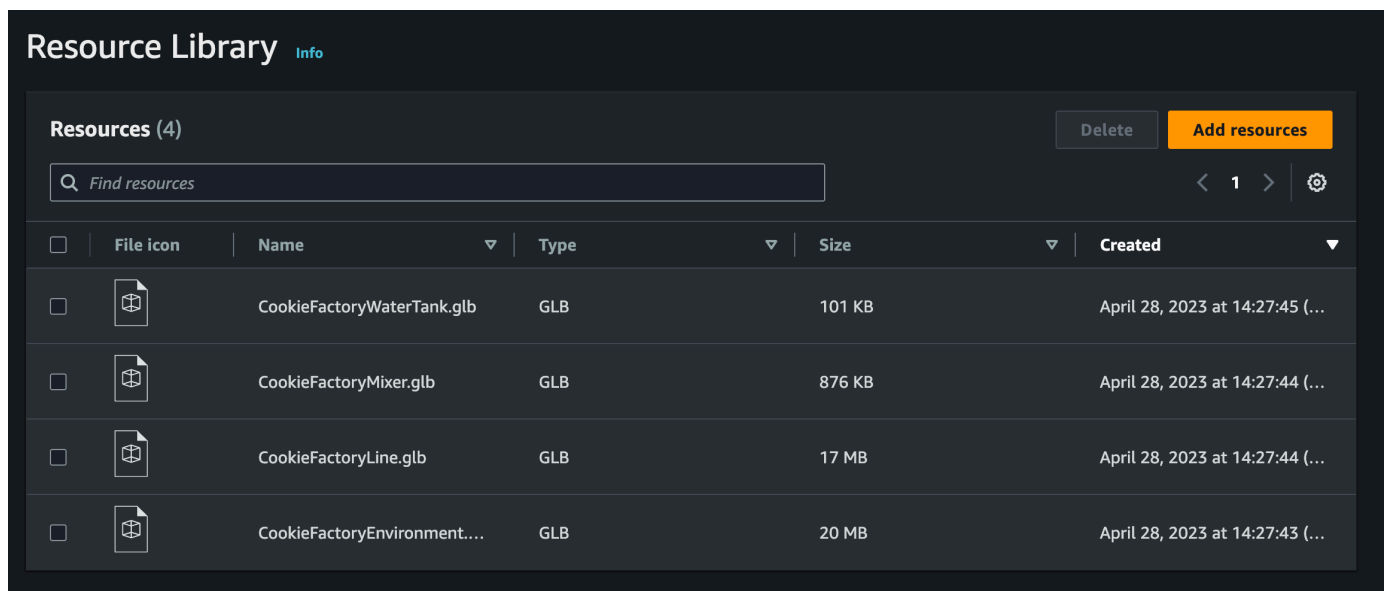 Resource Library Info
Resources (4) Delete Add resources
Find resources 1
File icon Name Type Size Created
CookieFactoryWaterTank.glb GLB 101 KB April 28, 2023 at 14:27:45 (...
CookieFactoryMixer.glb GLB 876 KB April 28, 2023 at 14:27:44 (...
CookieFactoryLine.glb GLB 17 MB April 28, 2023 at 14:27:44 (...
CookieFactoryEnvironment.... GLB 20 MB April 28, 2023 at 14:27:43 (...